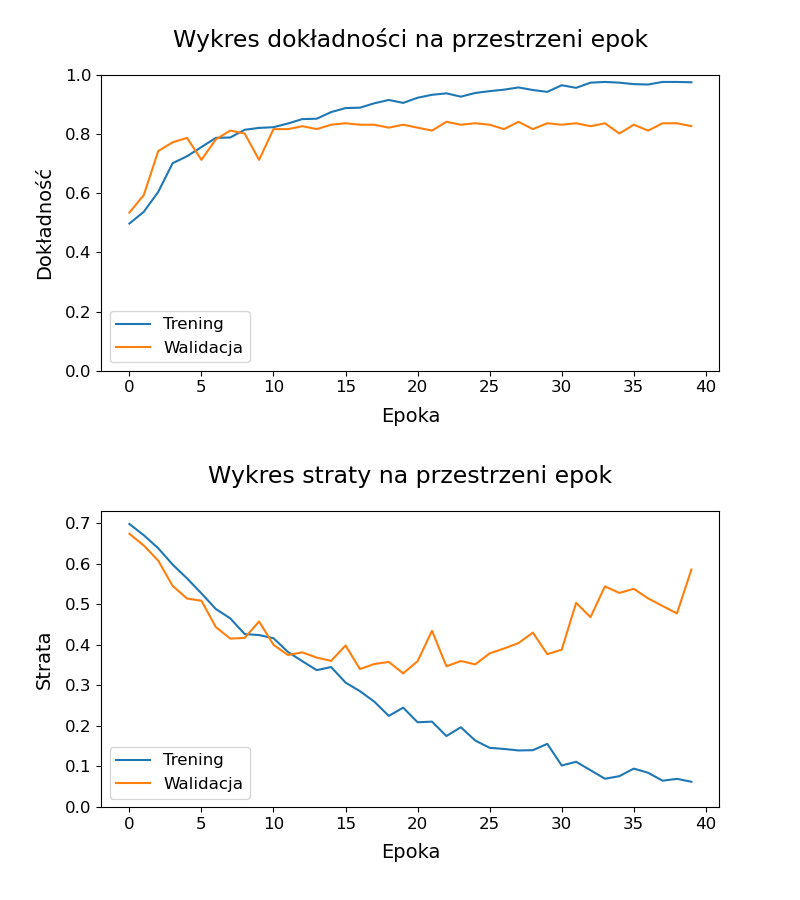 Wykres dokładności na przestrzeni epok
1.0
0.8
0.6
0.4
0.2
0.0
Dokładność
Trening
Walidacja
0 5 10 15 20 25 30 35 40
Epoka
Wykres straty na przestrzeni epok
0.7
0.6
0.5
0.4
0.3
0.2
0.1
0.0
Strata
Trening
Walidacja
0 5 10 15 20 25 30 35 40
Epoka